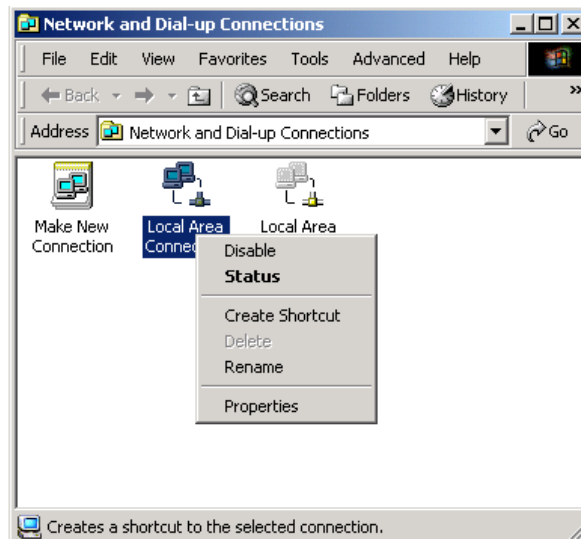 Network and Dial-up Connections
File Edit View Favorites Tools Advanced Help
Back Search Folders History »
Address Network and Dial-up Connections Go
Make New
Connection
Local Area
Local Area
Disable
Status
Create Shortcut
Delete
Rename
Properties
Creates a shortcut to the selected connection.